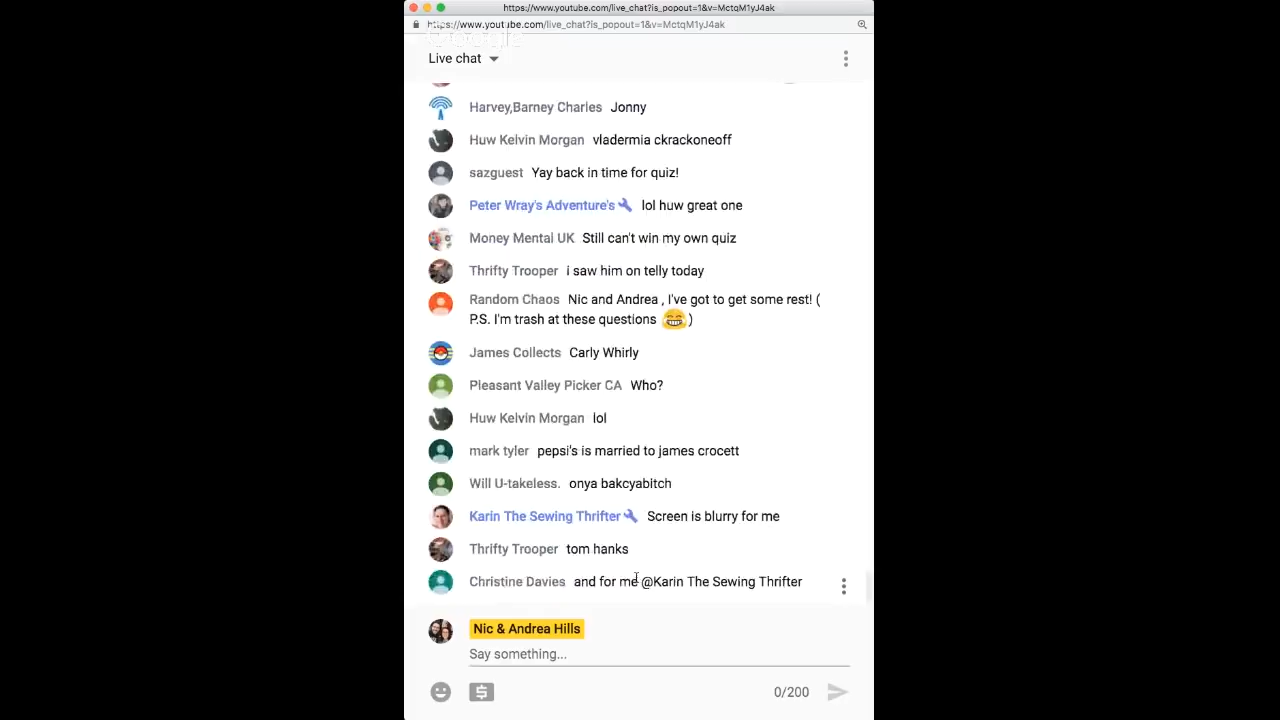 https://www.youtube.com/live_chat?is_popout=1&v=MctqM1yJ4ak
https://www.youtube.com/live_chat?is_popout=1&v=MctqM1yJ4ak
Live chat
Harvey,Barney Charles Jonny
Huw Kelvin Morgan vladermia ckrackoneoff
sazguest Yay back in time for quiz!
Peter Wray's Adventure's lol huw great one
Money Mental UK Still can't win my own quiz
Thrifty Trooper i saw him on telly today
Random Chaos Nic and Andrea , I've got to get some rest! (
P.S. I'm trash at these questions 😁 )
James Collects Carly Whirly
Pleasant Valley Picker CA Who?
Huw Kelvin Morgan lol
mark tyler pepsi's is married to james crocett
Will U-takeless. onya bakcyabitch
Karin The Sewing Thrifter Screen is blurry for me
Thrifty Trooper tom hanks
Christine Davies and for me @Karin The Sewing Thrifter
Nic & Andrea Hills
Say something...
0/200